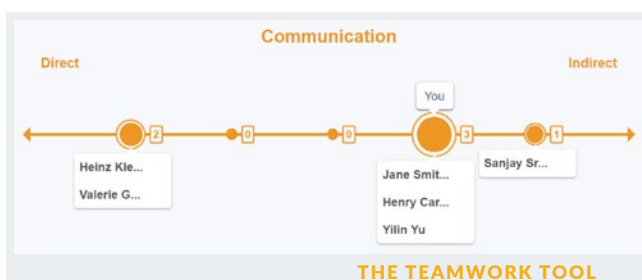 Communication
Direct
Indirect
You
2
0
0
3
1
Heinz Kle...
Valerie G...
Jane Smit...
Henry Car...
Yilin Yu
Sanjay Sr...
THE TEAMWORK TOOL